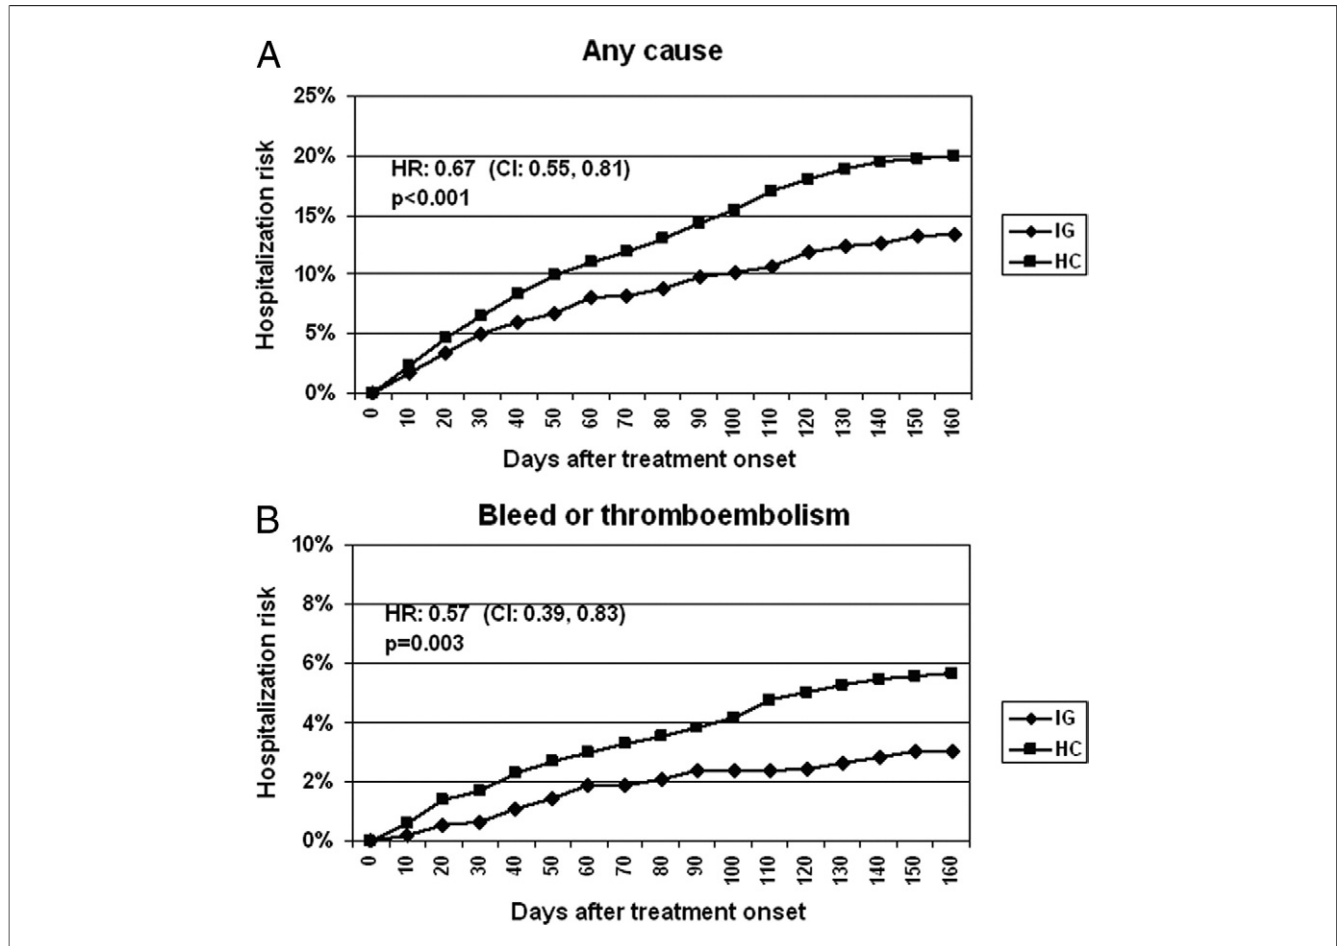 A
Any cause
25%
20%
15%
10%
5%
0%
Hospitalization risk
HR: 0.67 (CI: 0.55, 0.81)
p<0.001
IG
HC
0 10 20 30 40 50 60 70 80 90 100 110 120 130 140 150 160
Days after treatment onset
B
Bleed or thromboembolism
10%
8%
6%
4%
2%
0%
Hospitalization risk
HR: 0.57 (CI: 0.39, 0.83)
p=0.003
IG
HC
0 10 20 30 40 50 60 70 80 90 100 110 120 130 140 150 160
Days after treatment onset